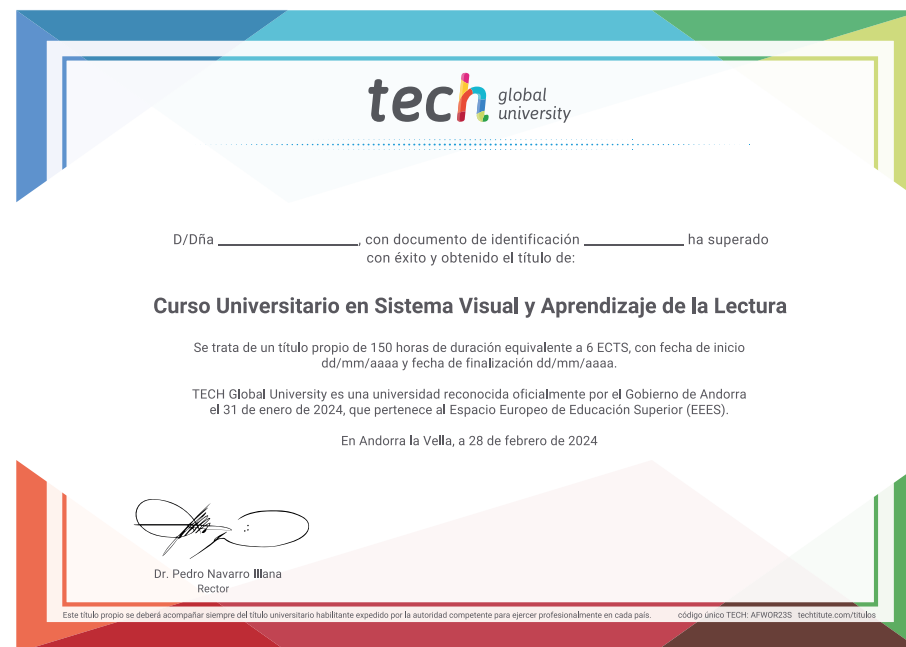 tech global university
D/Dña ____________________, con documento de identificación ______________ ha superado
con éxito y obtenido el título de:
Curso Universitario en Sistema Visual y Aprendizaje de la Lectura
Se trata de un título propio de 150 horas de duración equivalente a 6 ECTS, con fecha de inicio
dd/mm/aaaa y fecha de finalización dd/mm/aaaa.
TECH Global University es una universidad reconocida oficialmente por el Gobierno de Andorra
el 31 de enero de 2024, que pertenece al Espacio Europeo de Educación Superior (EEES).
En Andorra la Vella, a 28 de febrero de 2024
Dr. Pedro Navarro Illana
Rector
Este título propio se deberá acompañar siempre del título universitario habilitante expedido por la autoridad competente para ejercer profesionalmente en cada país. código único TECH: AFWOR23S techtitute.com/titulos